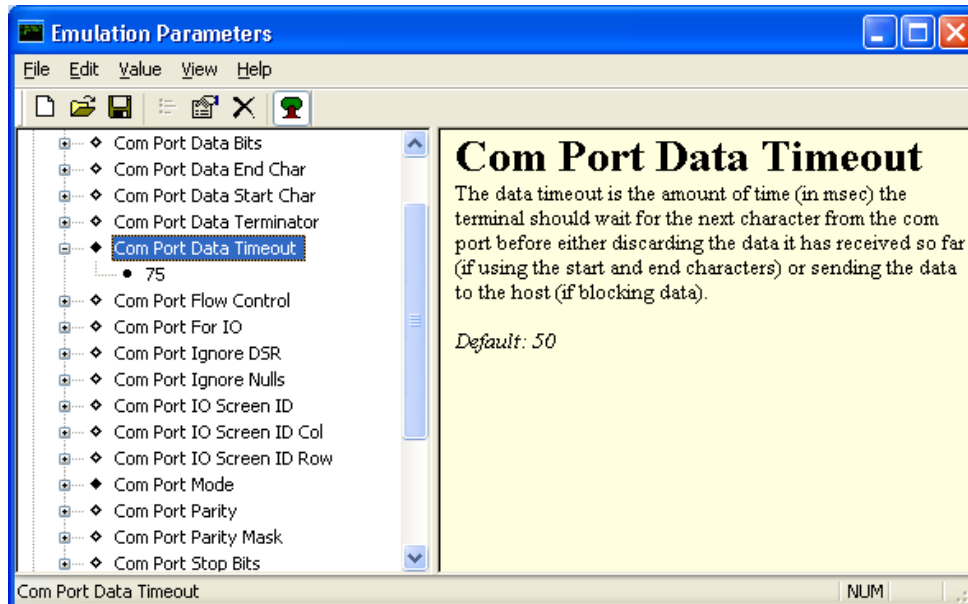 Emulation Parameters
File Edit Value View Help
Com Port Data Bits
Com Port Data End Char
Com Port Data Start Char
Com Port Data Terminator
Com Port Data Timeout
75
Com Port Flow Control
Com Port For IO
Com Port Ignore DSR
Com Port Ignore Nulls
Com Port IO Screen ID
Com Port IO Screen ID Col
Com Port IO Screen ID Row
Com Port Mode
Com Port Parity
Com Port Parity Mask
Com Port Stop Bits
Com Port Data Timeout
The data timeout is the amount of time (in msec) the
terminal should wait for the next character from the com
port before either discarding the data it has received so far
(if using the start and end characters) or sending the data
to the host (if blocking data).
Default: 50
Com Port Data Timeout NUM